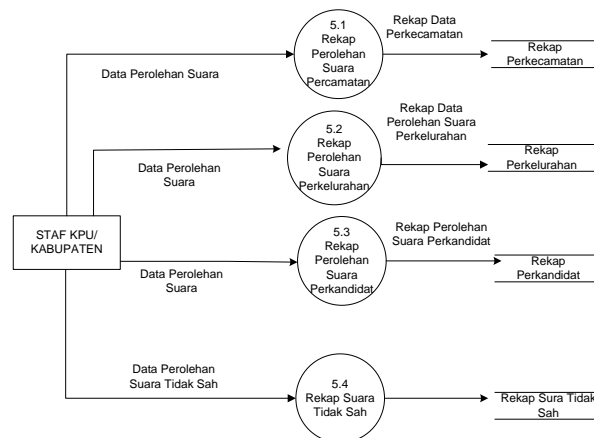 5.1
Rekap
Perolehan
Suara
Percamatan
Rekap Data
Perkecamatan
Rekap
Perkecamatan
Data Perolehan Suara
5.2
Rekap
Perolehan
Suara
Perkelurahan
Rekap Data
Perolehan Suara
Perkelurahan
Rekap
Perkelurahan
Data Perolehan
Suara
STAF KPU/
KABUPATEN
5.3
Rekap
Perolehan
Suara
Perkandidat
Rekap Perolehan
Suara Perkandidat
Rekap
Perkandidat
Data Perolehan
Suara
Data Perolehan
Suara Tidak Sah
5.4
Rekap Suara
Tidak Sah
Rekap Sura Tidak
Sah